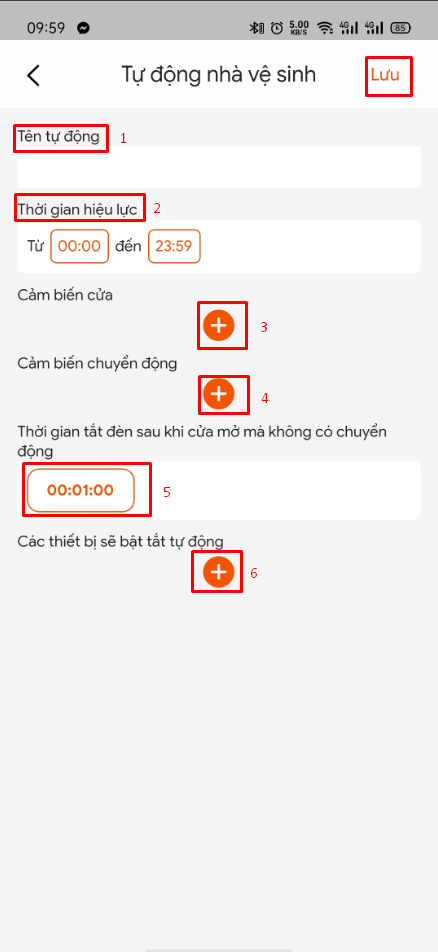 09:59 5.00 KB/S 4G 4G 85
Tự động nhà vệ sinh Lưu
Tên tự động 1
Thời gian hiệu lực 2
Từ 00:00 đến 23:59
Cảm biến cửa
3
Cảm biến chuyển động
4
Thời gian tắt đèn sau khi cửa mở mà không có chuyển
động
00:01:00 5
Các thiết bị sẽ bật tắt tự động
6